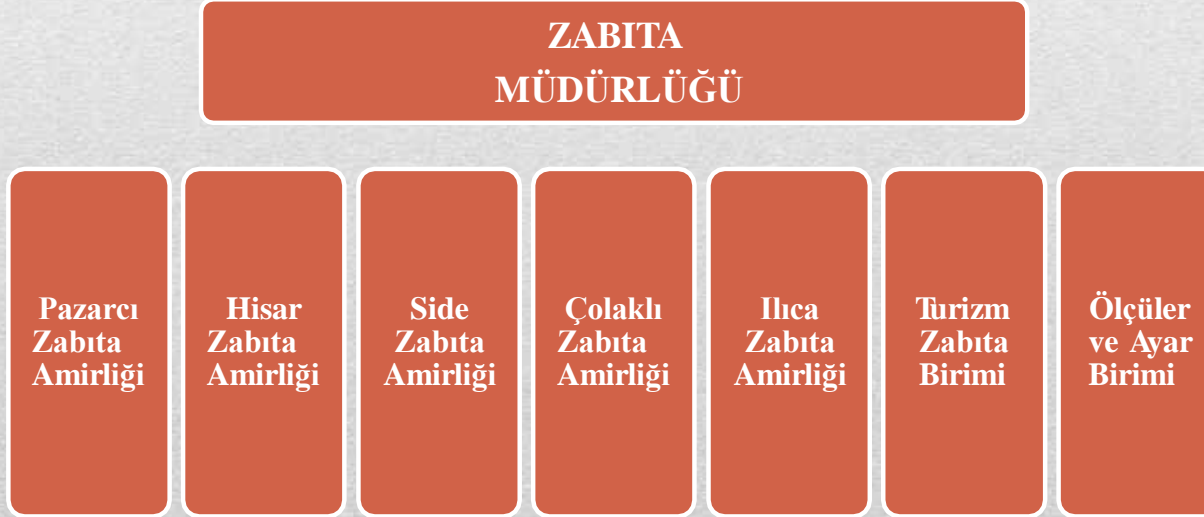 ZABITA
MÜDÜRLÜĞÜ
Pazarcı
Zabıta
Amirliği
Hisar
Zabıta
Amirliği
Side
Zabıta
Amirliği
Çolaklı
Zabıta
Amirliği
Ilıca
Zabıta
Amirliği
Turizm
Zabıta
Birimi
Ölçüler
ve Ayar
Birimi